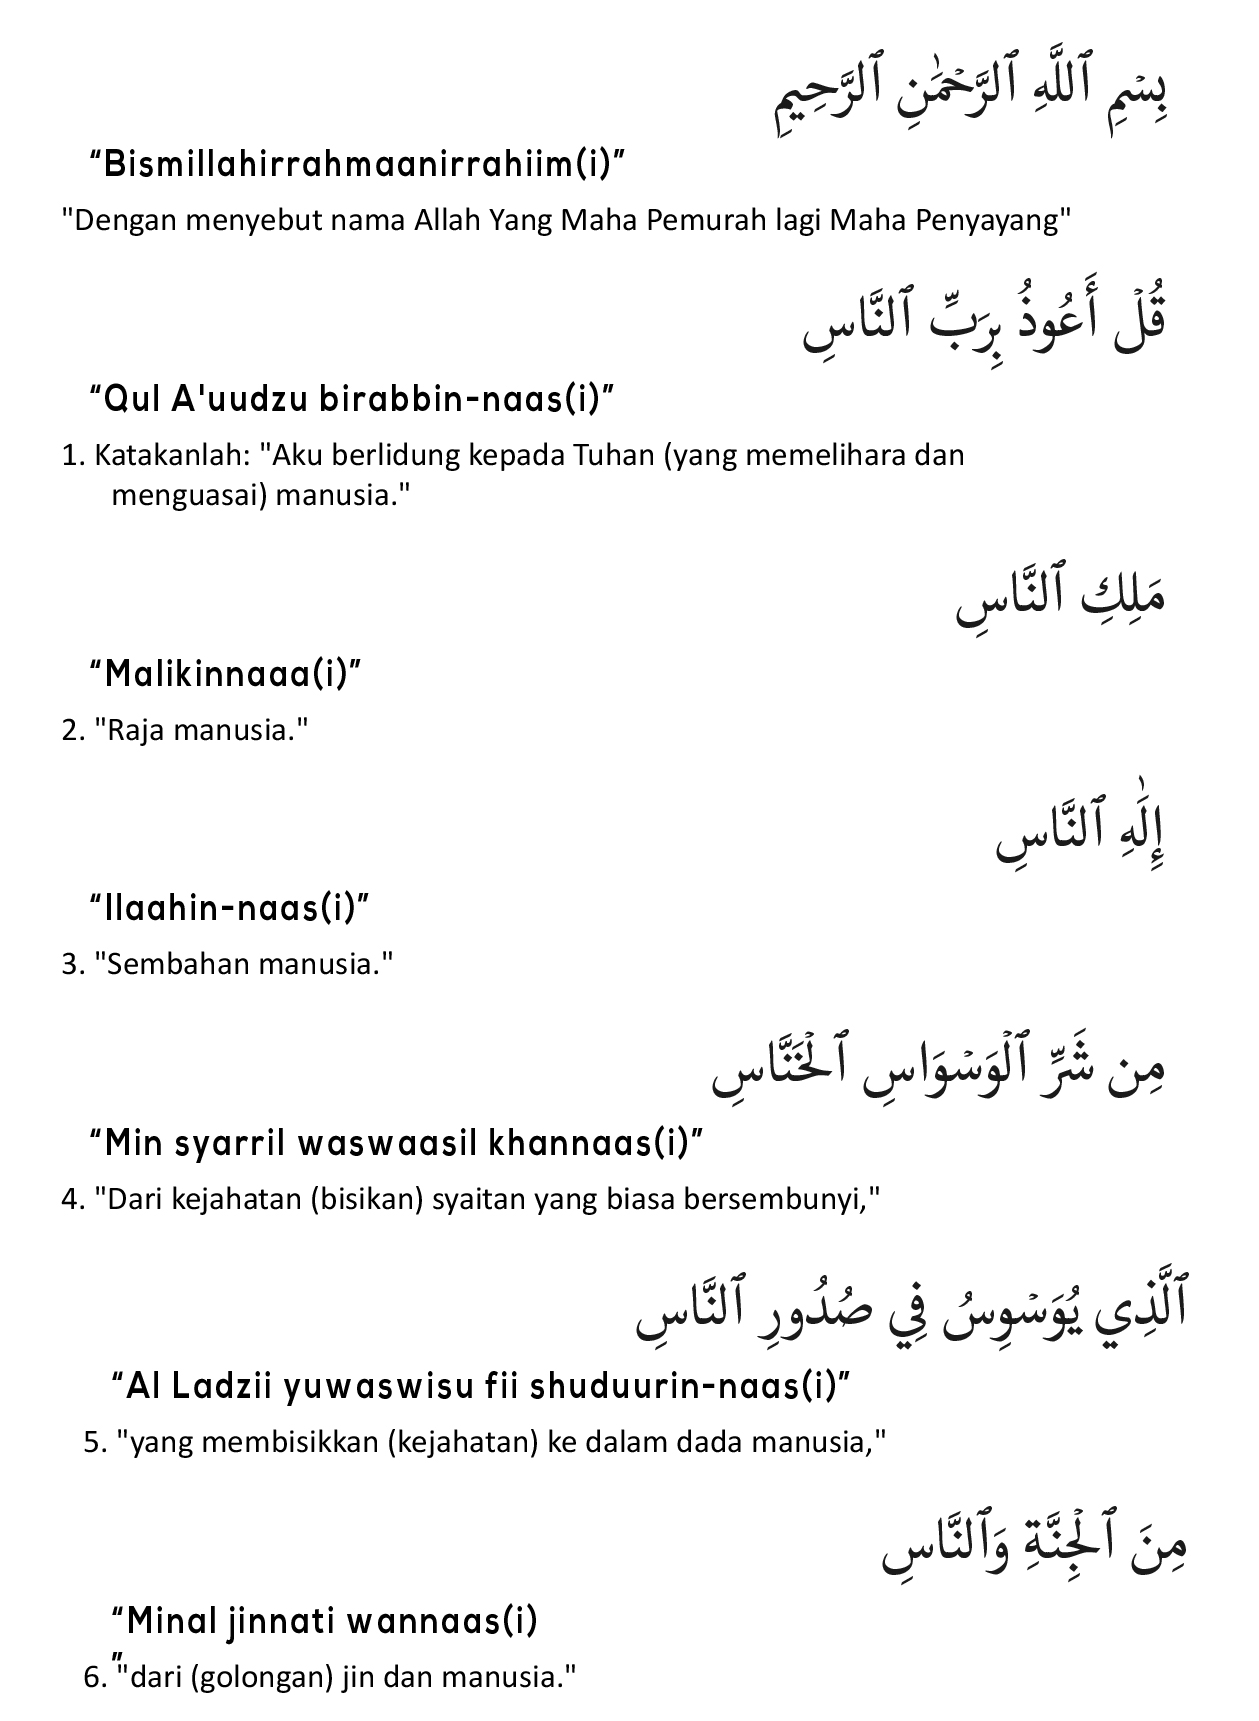 بِسۡمِ ٱللَّهِ ٱلرَّحۡمَٰنِ ٱلرَّحِيمِ
“Bismillahirrahmaanirrahiim(i)”
"Dengan menyebut nama Allah Yang Maha Pemurah lagi Maha Penyayang"
قُلۡ أَعُوذُ بِرَبِّ ٱلنَّاسِ
“Qul A'uudzu birabbin-naas(i)”
1. Katakanlah: "Aku berlidung kepada Tuhan (yang memelihara dan
menguasai) manusia."
مَلِكِ ٱلنَّاسِ
“Malikinnaaa(i)”
2. "Raja manusia."
إِلَٰهِ ٱلنَّاسِ
“Ilaahin-naas(i)”
3. "Sembahan manusia."
مِن شَرِّ ٱلۡوَسۡوَاسِ ٱلۡخَنَّاسِ
“Min syarril waswaasil khannaas(i)”
4. "Dari kejahatan (bisikan) syaitan yang biasa bersembunyi,"
ٱلَّذِي يُوَسۡوِسُ فِي صُدُورِ ٱلنَّاسِ
“Al Ladzii yuwaswisu fii shuduurin-naas(i)”
5. "yang membisikkan (kejahatan) ke dalam dada manusia,"
مِنَ ٱلۡجِنَّةِ وَٱلنَّاسِ
“Minal jinnati wannaas(i)
”
6. "dari (golongan) jin dan manusia."